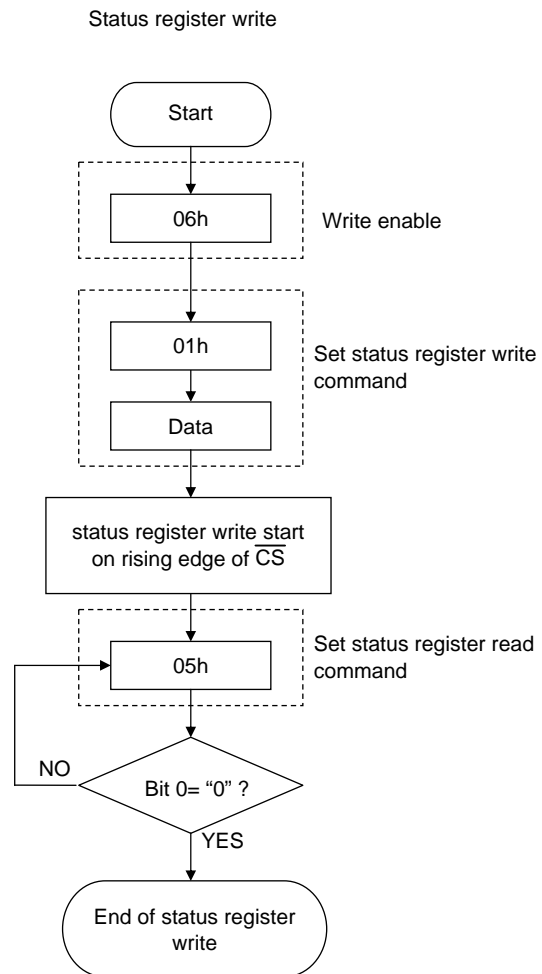 Status register write
Start
06h
Write enable
01h
Set status register write
command
Data
status register write start
on rising edge of C̅S̅
05h
Set status register read
command
NO
Bit 0= “0” ?
YES
End of status register
write